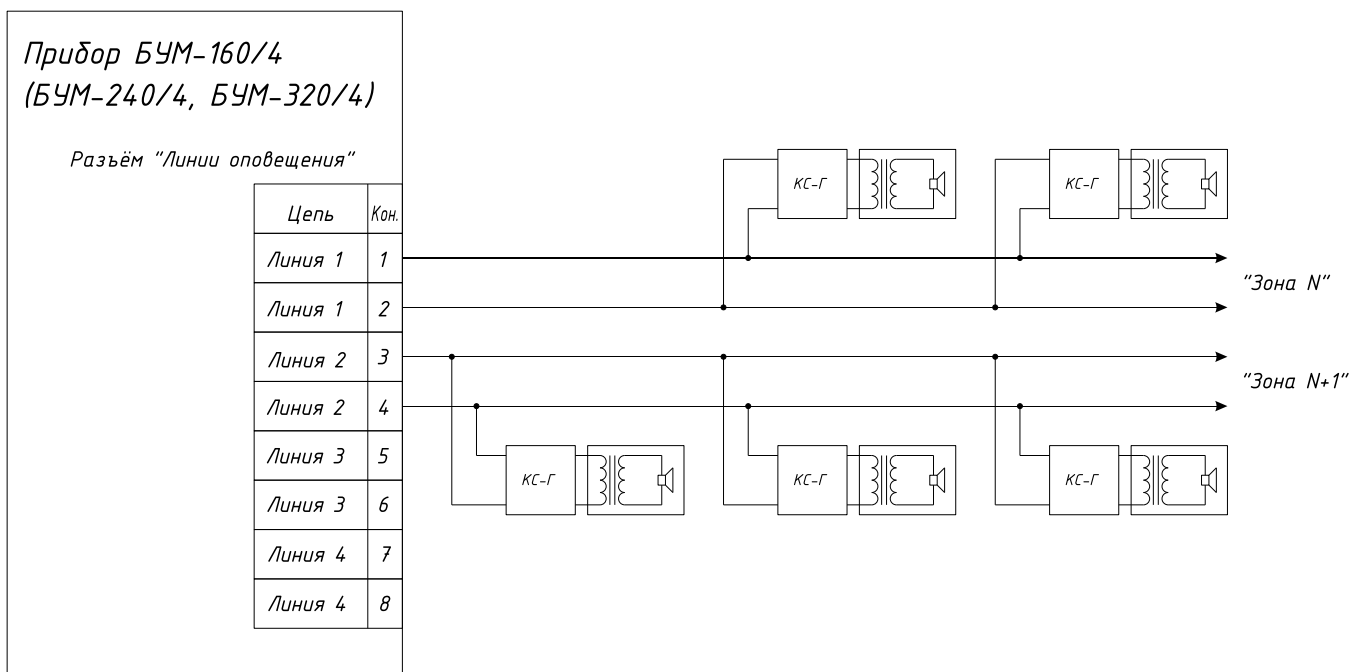 Прибор БУМ-160/4
(БУМ-240/4, БУМ-320/4)
Разъём "Линии оповещения"
Цепь Кон.
Линия 1 1
Линия 1 2
Линия 2 3
Линия 2 4
Линия 3 5
Линия 3 6
Линия 4 7
Линия 4 8
КС-Г КС-Г
"Зона N"
"Зона N+1"
КС-Г КС-Г КС-Г